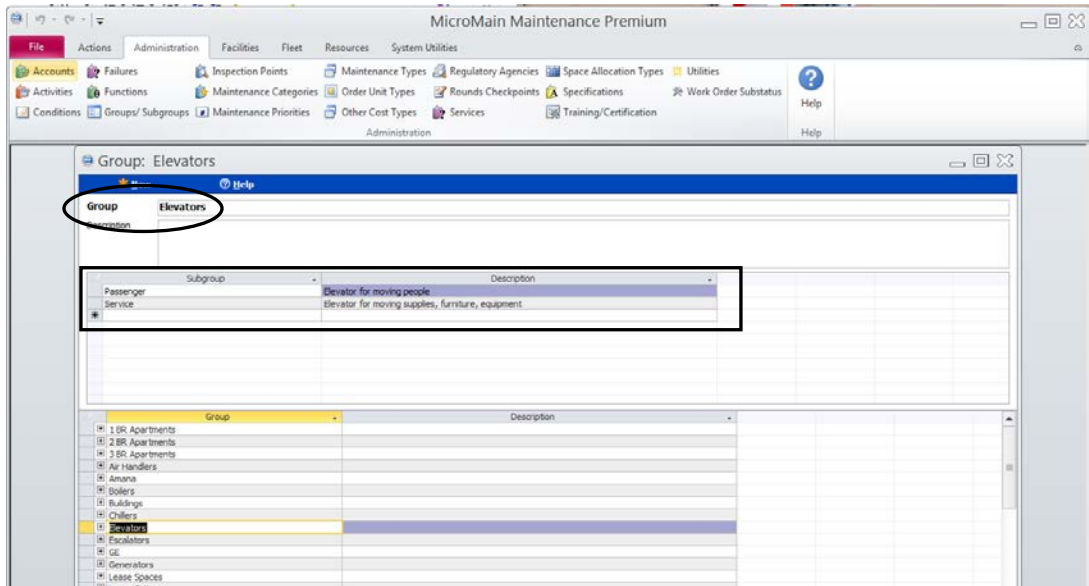 MicroMain Maintenance Premium
File Actions Administration Facilities Fleet Resources System Utilities
Accounts Failures Inspection Points Maintenance Types Regulatory Agencies Space Allocation Types Utilities
Activities Functions Maintenance Categories Order Unit Types Rounds Checkpoints Specifications Work Order Substatus
Conditions Groups/ Subgroups Maintenance Priorities Other Cost Types Services Training/Certification
Help
Administration Help
Group: Elevators
New Help
Group Elevators
Description
Subgroup Description
Passenger Elevator for moving people
Service Elevator for moving supplies, furniture, equipment
Group Description
1 BR Apartments
2 BR Apartments
3 BR Apartments
Air Handlers
Amana
Boilers
Buildings
Chillers
Elevators
Escalators
GE
Generators
Lease Spaces